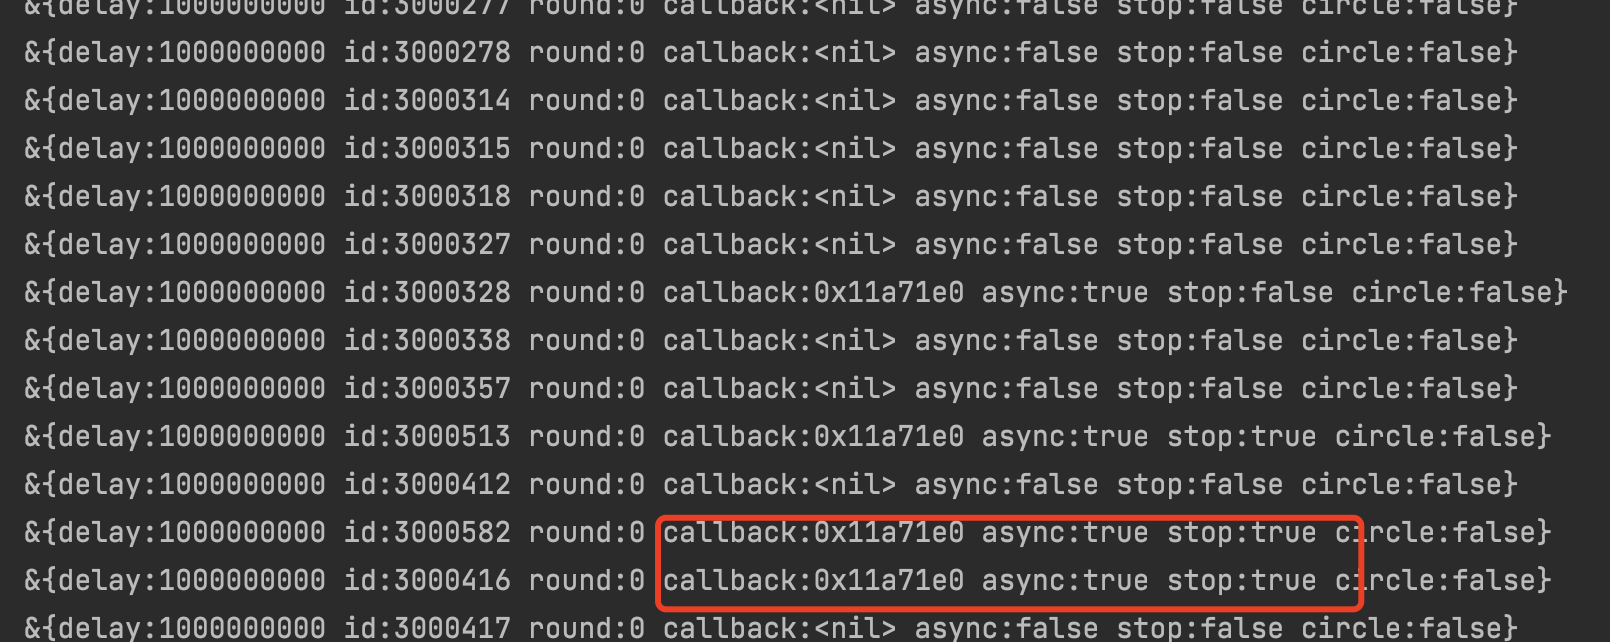 &{delay:1000000000 id:3000277 round:0 callback:<nil> async:false stop:false circle:false}
&{delay:1000000000 id:3000278 round:0 callback:<nil> async:false stop:false circle:false}
&{delay:1000000000 id:3000314 round:0 callback:<nil> async:false stop:false circle:false}
&{delay:1000000000 id:3000315 round:0 callback:<nil> async:false stop:false circle:false}
&{delay:1000000000 id:3000318 round:0 callback:<nil> async:false stop:false circle:false}
&{delay:1000000000 id:3000327 round:0 callback:<nil> async:false stop:false circle:false}
&{delay:1000000000 id:3000328 round:0 callback:0x11a71e0 async:true stop:false circle:false}
&{delay:1000000000 id:3000338 round:0 callback:<nil> async:false stop:false circle:false}
&{delay:1000000000 id:3000357 round:0 callback:<nil> async:false stop:false circle:false}
&{delay:1000000000 id:3000513 round:0 callback:0x11a71e0 async:true stop:true circle:false}
&{delay:1000000000 id:3000412 round:0 callback:<nil> async:false stop:false circle:false}
&{delay:1000000000 id:3000582 round:0 callback:0x11a71e0 async:true stop:true circle:false}
&{delay:1000000000 id:3000416 round:0 callback:0x11a71e0 async:true stop:true circle:false}
&{delay:1000000000 id:3000417 round:0 callback:<nil> async:false stop:false circle:false}